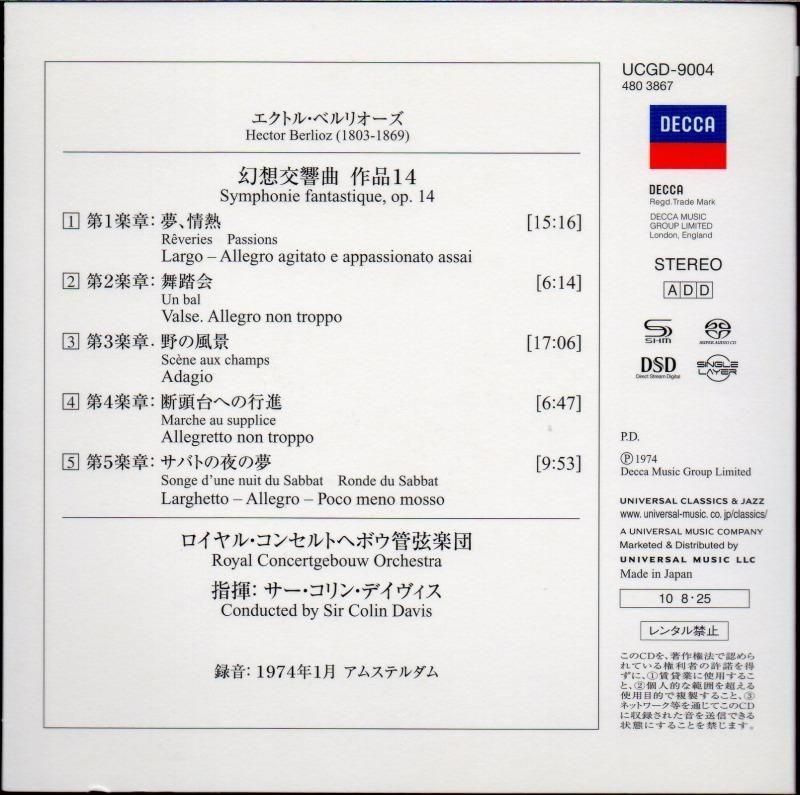 エクトル・ベルリオーズ
Hector Berlioz (1803-1869)
幻想交響曲 作品14
Symphonie fantastique, op. 14
1 第1楽章: 夢、情熱 [15:16]
Rêveries Passions
Largo – Allegro agitato e appassionato assai
2 第2楽章: 舞踏会 [6:14]
Un bal
Valse. Allegro non troppo
3 第3楽章. 野の風景 [17:06]
Scène aux champs
Adagio
4 第4楽章: 断頭台への行進 [6:47]
Marche au supplice
Allegretto non troppo
5 第5楽章: サバトの夜の夢 [9:53]
Songe d'une nuit du Sabbat Ronde du Sabbat
Larghetto – Allegro – Poco meno mosso
ロイヤル・コンセルトヘボウ管弦楽団
Royal Concertgebouw Orchestra
指揮: サー・コリン・デイヴィス
Conducted by Sir Colin Davis
録音: 1974年1月 アムステルダム
UCGD-9004
480 3867
DECCA
DECCA
Regd.Trade Mark
DECCA MUSIC
GROUP LIMITED
London, England
STEREO
ADD
SHM
SUPER AUDIO CD
DSD
Direct Stream Digital
SINGLE
LAYER
P.D.
℗1974
Decca Music Group Limited
UNIVERSAL CLASSICS & JAZZ
www. universal-music. co. jp/classics/
A UNIVERSAL MUSIC COMPANY
Marketed & Distributed by
UNIVERSAL MUSIC LLC
Made in Japan
10 8・25
レンタル禁止
このCDを、著作権法で認めら
れている権利者の許諾を得
ずに、①賃貸業に使用するこ
と、②個人的な範囲を超える
使用目的で複製すること、③
ネットワーク等を通じてこのCD
に収録された音を送信できる
状態にすることを禁じます。